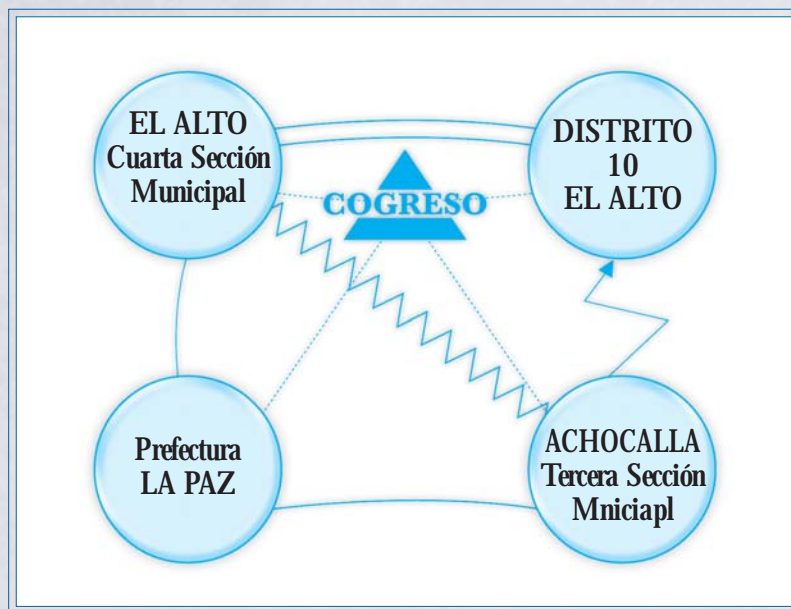 EL ALTO
Cuarta Sección
Municipal
DISTRITO
10
EL ALTO
COGRESO
Prefectura
LA PAZ
ACHOCALLA
Tercera Sección
Mniciapl